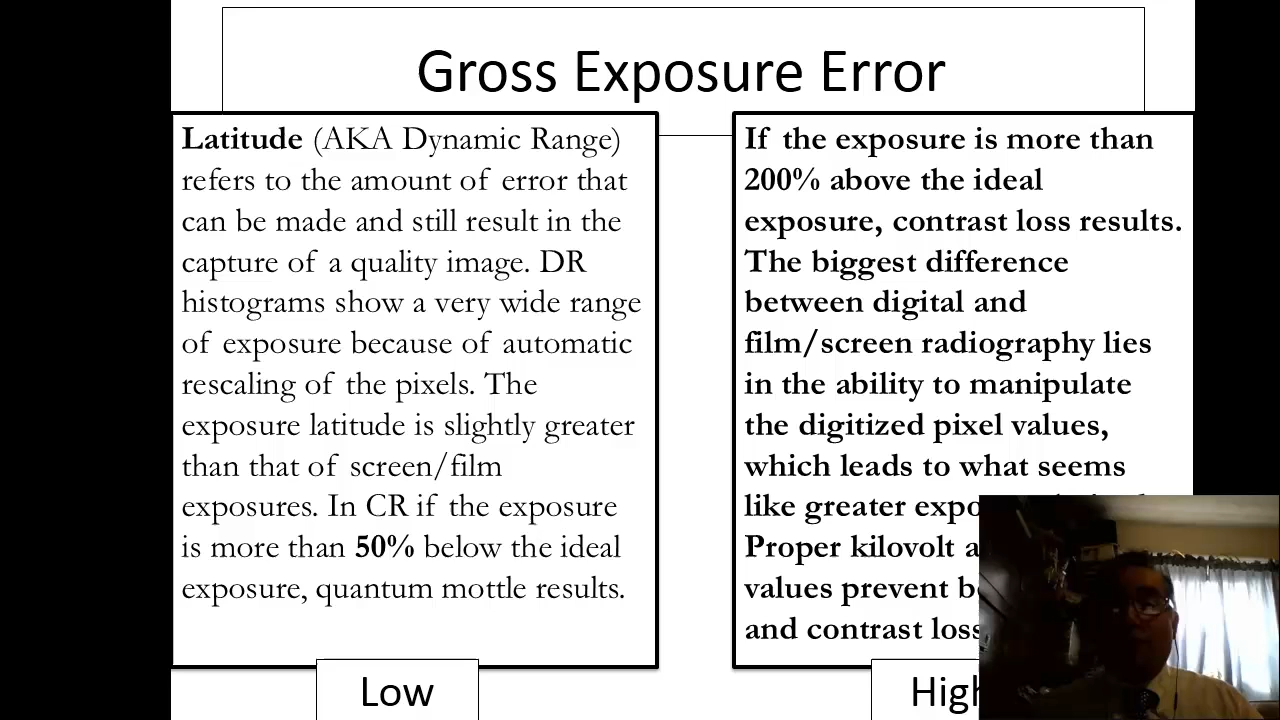 Gross Exposure Error
Latitude (AKA Dynamic Range)
refers to the amount of error that
can be made and still result in the
capture of a quality image. DR
histograms show a very wide range
of exposure because of automatic
rescaling of the pixels. The
exposure latitude is slightly greater
than that of screen/film
exposures. In CR if the exposure
is more than 50% below the ideal
exposure, quantum mottle results.
Low
If the exposure is more than
200% above the ideal
exposure, contrast loss results.
The biggest difference
between digital and
film/screen radiography lies
in the ability to manipulate
the digitized pixel values,
which leads to what seems
like greater
Proper kilovolt
values prevent
and contrast loss
High